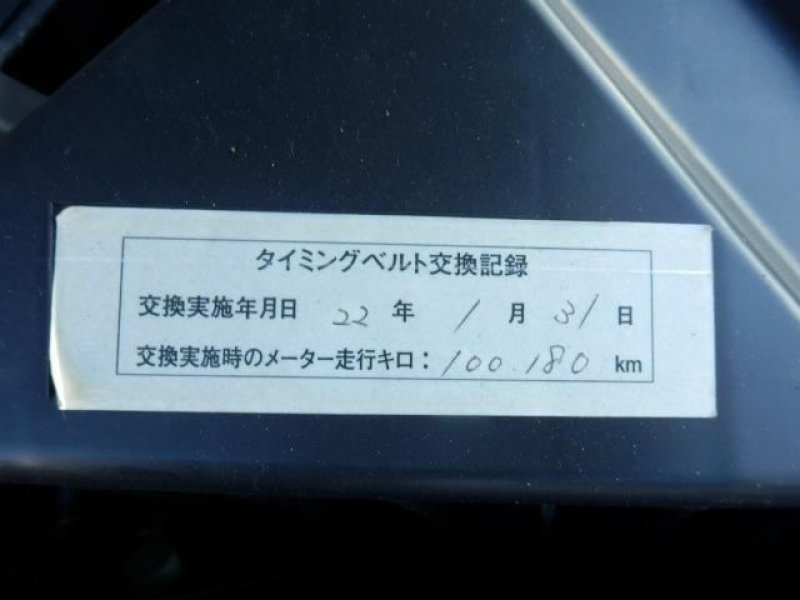 タイミングベルト交換記録
交換実施年月日 22 年 1 月 31 日
交換実施時のメーター走行キロ：100.180 km